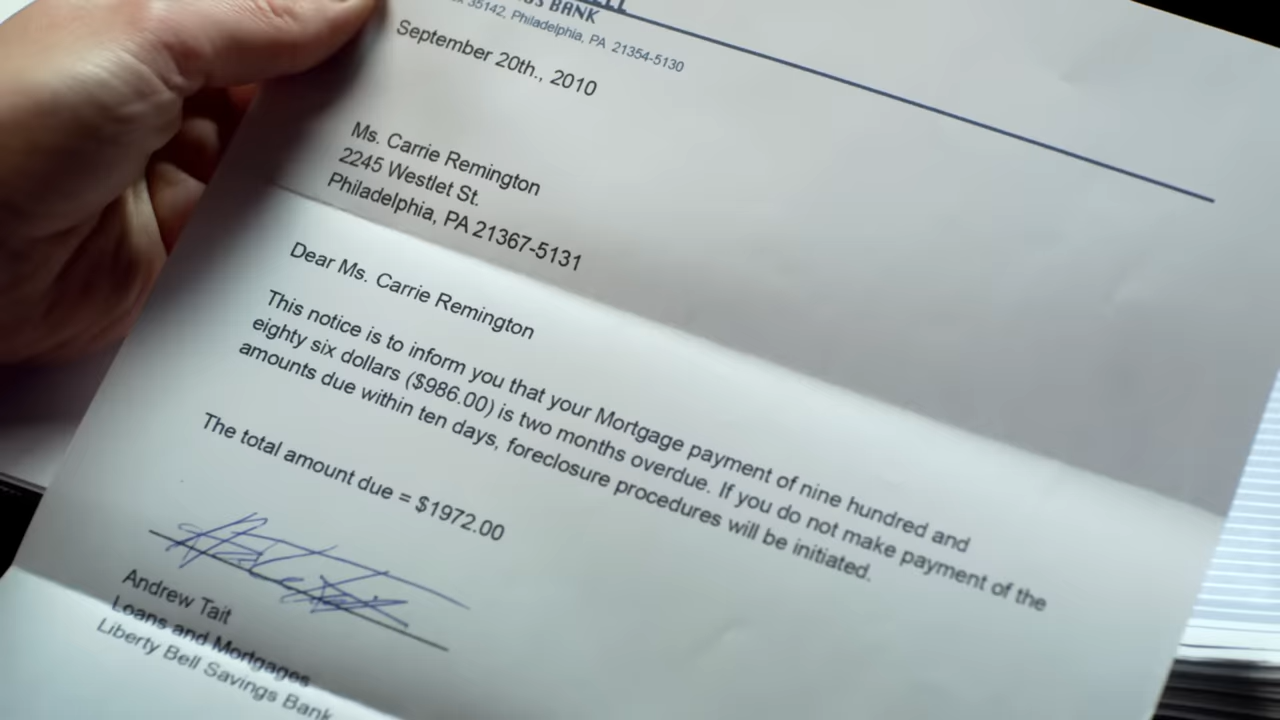 BANK
35142, Philadelphia, PA 21354-5130
September 20th., 2010
Ms. Carrie Remington
2245 Westlet St.
Philadelphia, PA 21367-5131
Dear Ms. Carrie Remington
This notice is to inform you that your Mortgage payment of nine hundred and
eighty six dollars ($986.00) is two months overdue. If you do not make payment of the
amounts due within ten days, foreclosure procedures will be initiated.
The total amount due = $1972.00
Andrew Tait
Loans and Mortgages
Liberty Bell Savings Bank